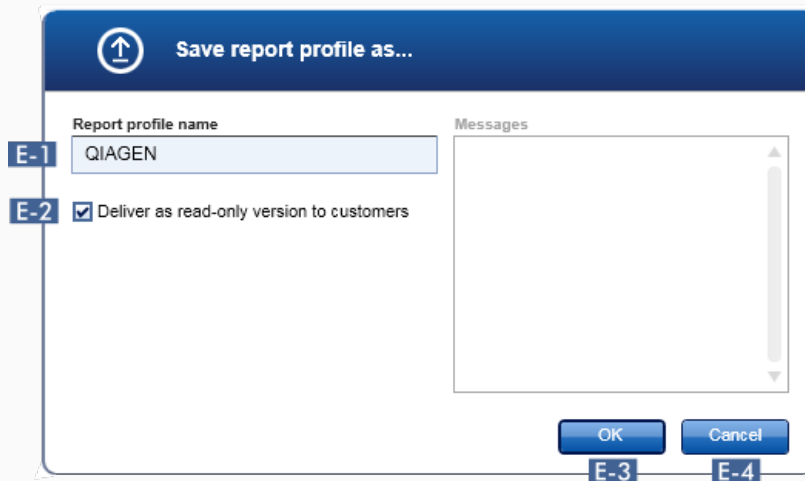 Save report profile as...
Report profile name
Messages
E-1
QIAGEN
E-2
Deliver as read-only version to customers
OK
Cancel
E-3
E-4